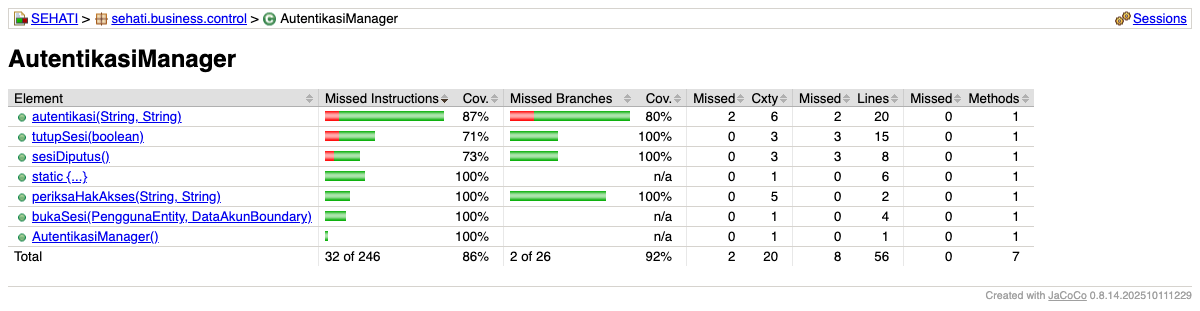 SEHATI > sehati.business.control > AutentikasiManager Sessions
AutentikasiManager
Element Missed Instructions Cov. Missed Branches Cov. Missed Cxty Missed Lines Missed Methods
autentikasi(String, String) 87% 80% 2 6 2 20 0 1
tutupSesi(boolean) 71% 100% 0 3 3 15 0 1
sesiDiputus() 73% 100% 0 3 3 8 0 1
static {...} 100% n/a 0 1 0 6 0 1
periksaHakAkses(String, String) 100% 100% 0 5 0 2 0 1
bukaSesi(PenggunaEntity, DataAkunBoundary) 100% n/a 0 1 0 4 0 1
AutentikasiManager() 100% n/a 0 1 0 1 0 1
Total 32 of 246 86% 2 of 26 92% 2 20 8 56 0 7
Created with JaCoCo 0.8.14.202510111229